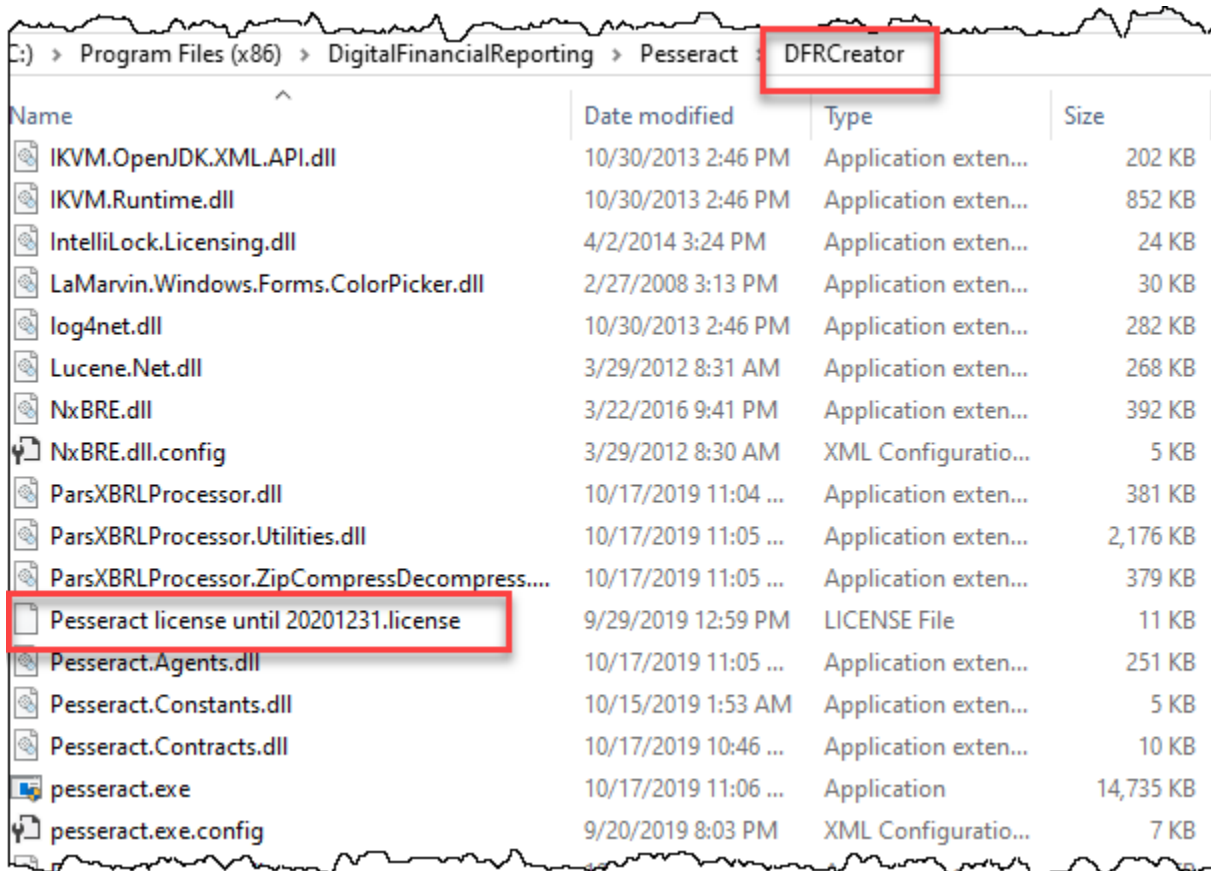 C:) > Program Files (x86) > DigitalFinancialReporting > Pesseract > DFRCreator
Name Date modified Type Size
IKVM.OpenJDK.XML.API.dll 10/30/2013 2:46 PM Application exten... 202 KB
IKVM.Runtime.dll 10/30/2013 2:46 PM Application exten... 852 KB
IntelliLock.Licensing.dll 4/2/2014 3:24 PM Application exten... 24 KB
LaMarvin.Windows.Forms.ColorPicker.dll 2/27/2008 3:13 PM Application exten... 30 KB
log4net.dll 10/30/2013 2:46 PM Application exten... 282 KB
Lucene.Net.dll 3/29/2012 8:31 AM Application exten... 268 KB
NxBRE.dll 3/22/2016 9:41 PM Application exten... 392 KB
NxBRE.dll.config 3/29/2012 8:30 AM XML Configuratio... 5 KB
ParsXBRLProcessor.dll 10/17/2019 11:04 ... Application exten... 381 KB
ParsXBRLProcessor.Utilities.dll 10/17/2019 11:05 ... Application exten... 2,176 KB
ParsXBRLProcessor.ZipCompressDecompress.... 10/17/2019 11:05 ... Application exten... 379 KB
Pesseract license until 20201231.license 9/29/2019 12:59 PM LICENSE File 11 KB
Pesseract.Agents.dll 10/17/2019 11:05 ... Application exten... 251 KB
Pesseract.Constants.dll 10/15/2019 1:53 AM Application exten... 5 KB
Pesseract.Contracts.dll 10/17/2019 10:46 ... Application exten... 10 KB
pesseract.exe 10/17/2019 11:06 ... Application 14,735 KB
pesseract.exe.config 9/20/2019 8:03 PM XML Configuratio... 7 KB